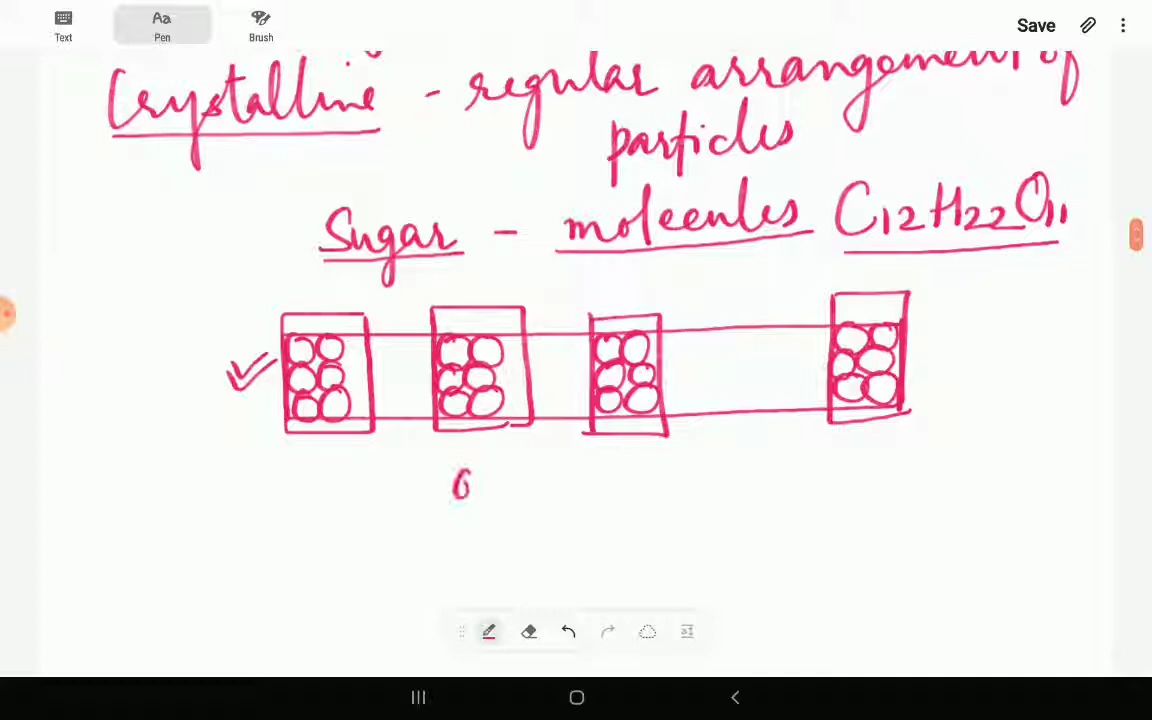 Save
Text Pen Brush
Crystalline - regular arrangement of
particles
Sugar - molecules C12H22O11
6